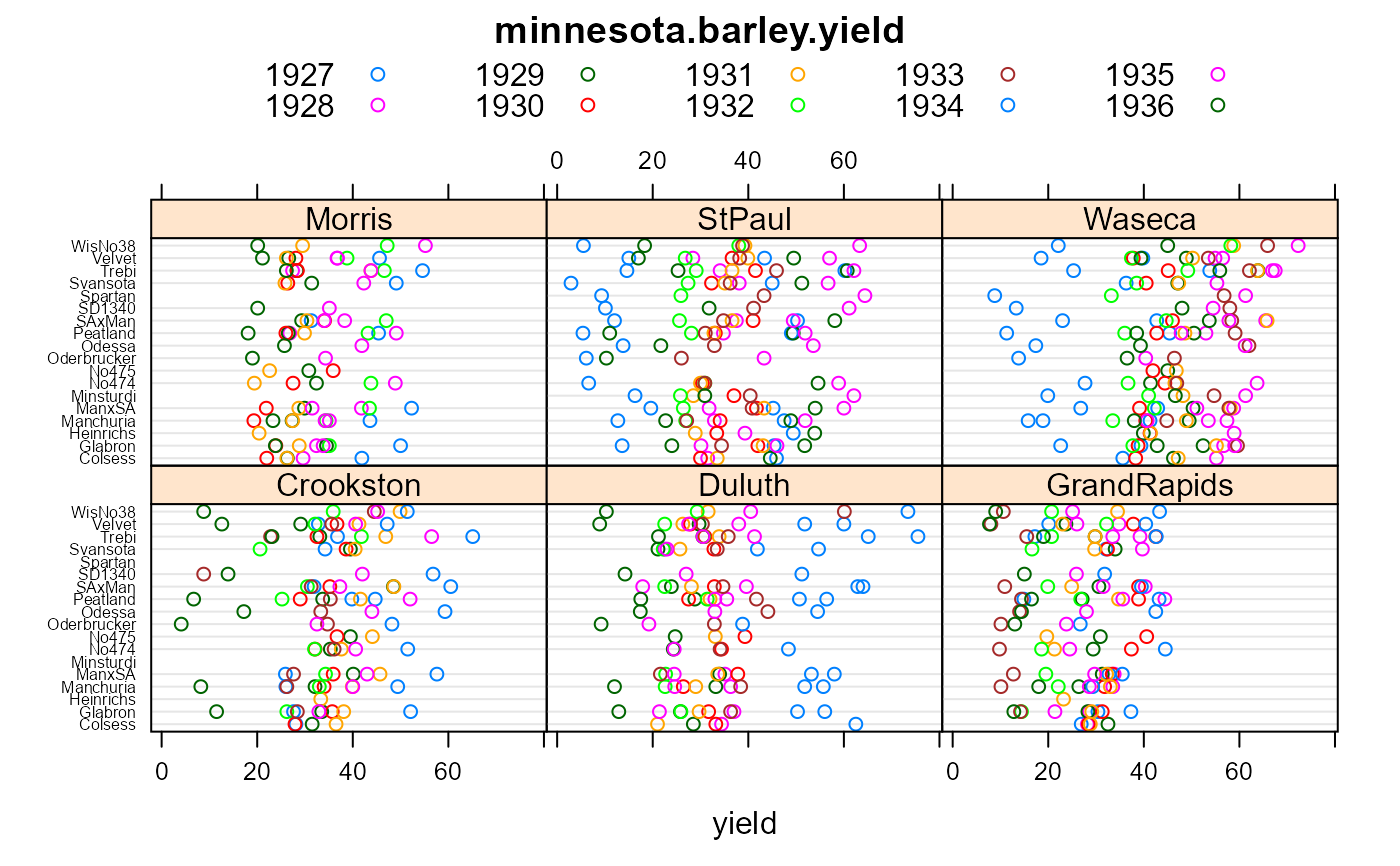 minnesota.barley.yield
1927 1929 1931 1933 1935
1928 1930 1932 1934 1936
0 20 40 60
Morris StPaul Waseca
WisNo38
Velvet
Trebi
Svansota
Spartan
SD1340
SAxMan
Peatland
Odessa
Oderbrucker
No475
No474
Minsturdi
ManxSA
Manchuria
Heinrichs
Glabron
Colsess
Crookston Duluth GrandRapids
WisNo38
Velvet
Trebi
Svansota
Spartan
SD1340
SAxMan
Peatland
Odessa
Oderbrucker
No475
No474
Minsturdi
ManxSA
Manchuria
Heinrichs
Glabron
Colsess
0 20 40 60 0 20 40 60
yield